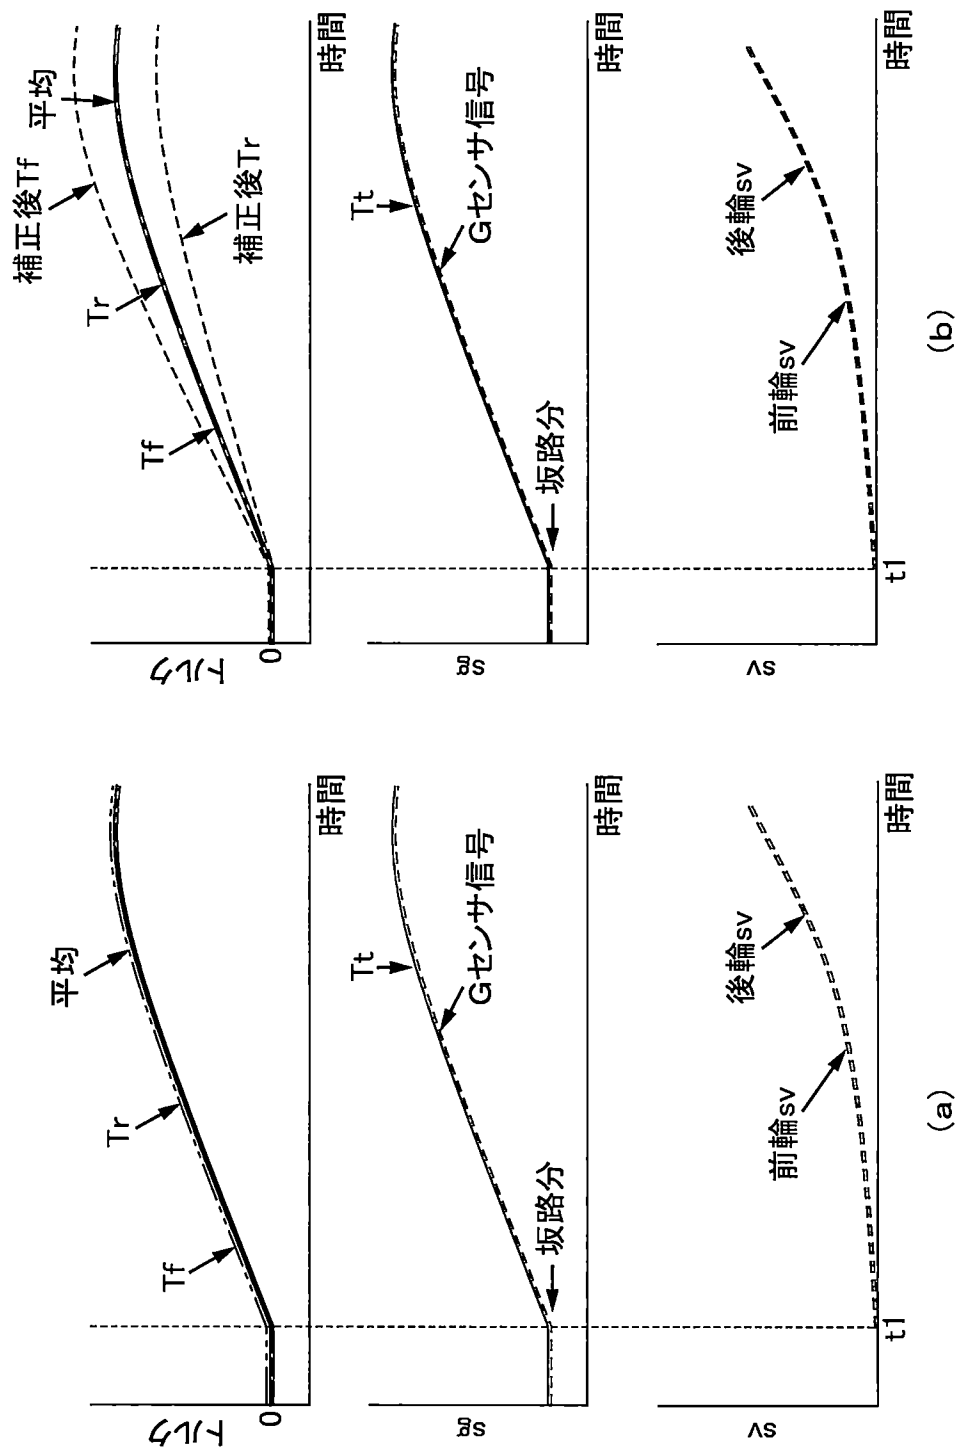 トルク
0
平均
Tr
Tf
時間
sg
Tt
Gセンサ信号
坂路分
時間
sv
後輪sv
前輪sv
t1
時間
(a)
トルク
0
補正後Tf
平均
Tr
Tf
補正後Tr
時間
sg
Tt
Gセンサ信号
坂路分
時間
sv
後輪sv
前輪sv
t1
時間
(b)